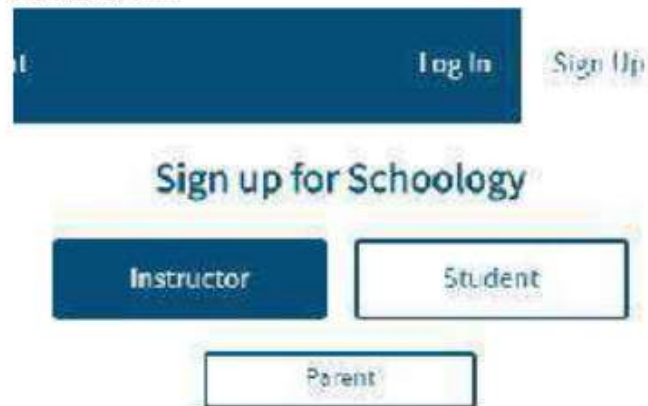 Log In Sign Up
Sign up for Schoology
Instructor Student
Parent